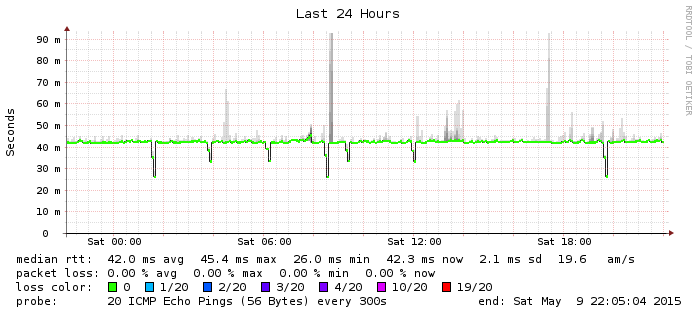 Last 24 Hours
RRDTOOL / TOBI OETIKER
Seconds
90 m
80 m
70 m
60 m
50 m
40 m
30 m
20 m
10 m
0
Sat 00:00 Sat 06:00 Sat 12:00 Sat 18:00
median rtt: 42.0 ms avg 45.4 ms max 26.0 ms min 42.3 ms now 2.1 ms sd 19.6 am/s
packet loss: 0.00 % avg 0.00 % max 0.00 % min 0.00 % now
loss color: 0 1/20 2/20 3/20 4/20 10/20 19/20
probe: 20 ICMP Echo Pings (56 Bytes) every 300s end: Sat May 9 22:05:04 2015